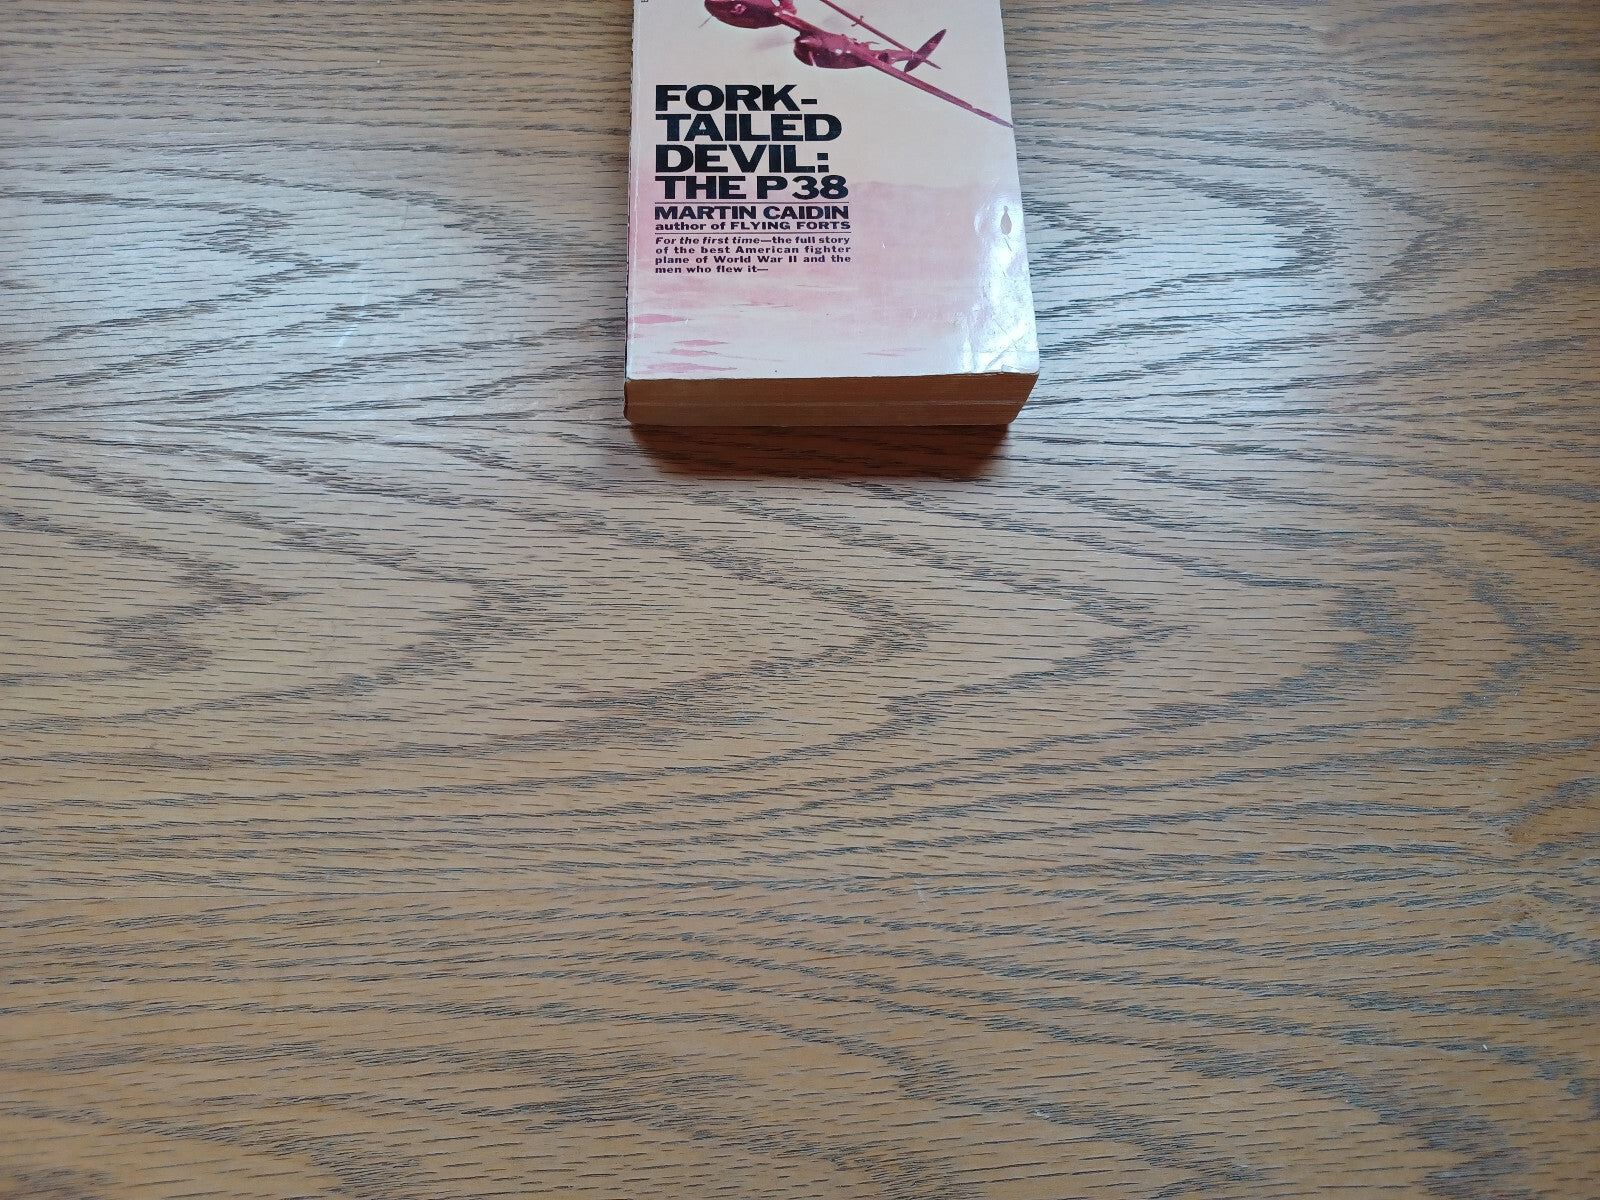 FORK-
TAILED
DEVIL:
THE P38
MARTIN CAIDIN
author of FLYING FORTS
For the first time—the full story
of the best American fighter
plane of World War II and the
men who flew it—